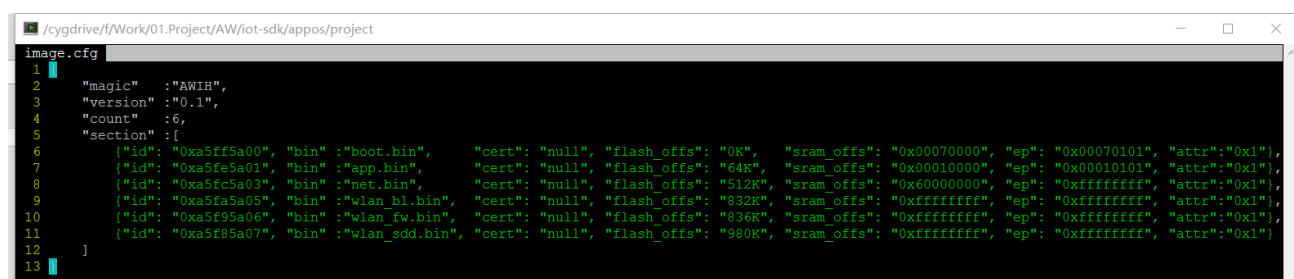 /cygdrive/f/Work/01.Project/AW/iot-sdk/appos/project
image.cfg
1 {
2 "magic" :"AWIH",
3 "version" :"0.1",
4 "count" :6,
5 "section" :[
6 {"id": "0xa5ff5a00", "bin" :"boot.bin", "cert": "null", "flash_offs": "0K", "sram_offs": "0x00070000", "ep": "0x00070101", "attr":"0x1"},
7 {"id": "0xa5fe5a01", "bin" :"app.bin", "cert": "null", "flash_offs": "64K", "sram_offs": "0x00010000", "ep": "0x00010101", "attr":"0x1"},
8 {"id": "0xa5fc5a03", "bin" :"net.bin", "cert": "null", "flash_offs": "512K", "sram_offs": "0x60000000", "ep": "0xffffffff", "attr":"0x1"},
9 {"id": "0xa5fa5a05", "bin" :"wlan_bl.bin", "cert": "null", "flash_offs": "832K", "sram_offs": "0xffffffff", "ep": "0xffffffff", "attr":"0x1"},
10 {"id": "0xa5f95a06", "bin" :"wlan_fw.bin", "cert": "null", "flash_offs": "836K", "sram_offs": "0xffffffff", "ep": "0xffffffff", "attr":"0x1"},
11 {"id": "0xa5f85a07", "bin" :"wlan_sdd.bin", "cert": "null", "flash_offs": "980K", "sram_offs": "0xffffffff", "ep": "0xffffffff", "attr":"0x1"}
12 ]
13 }